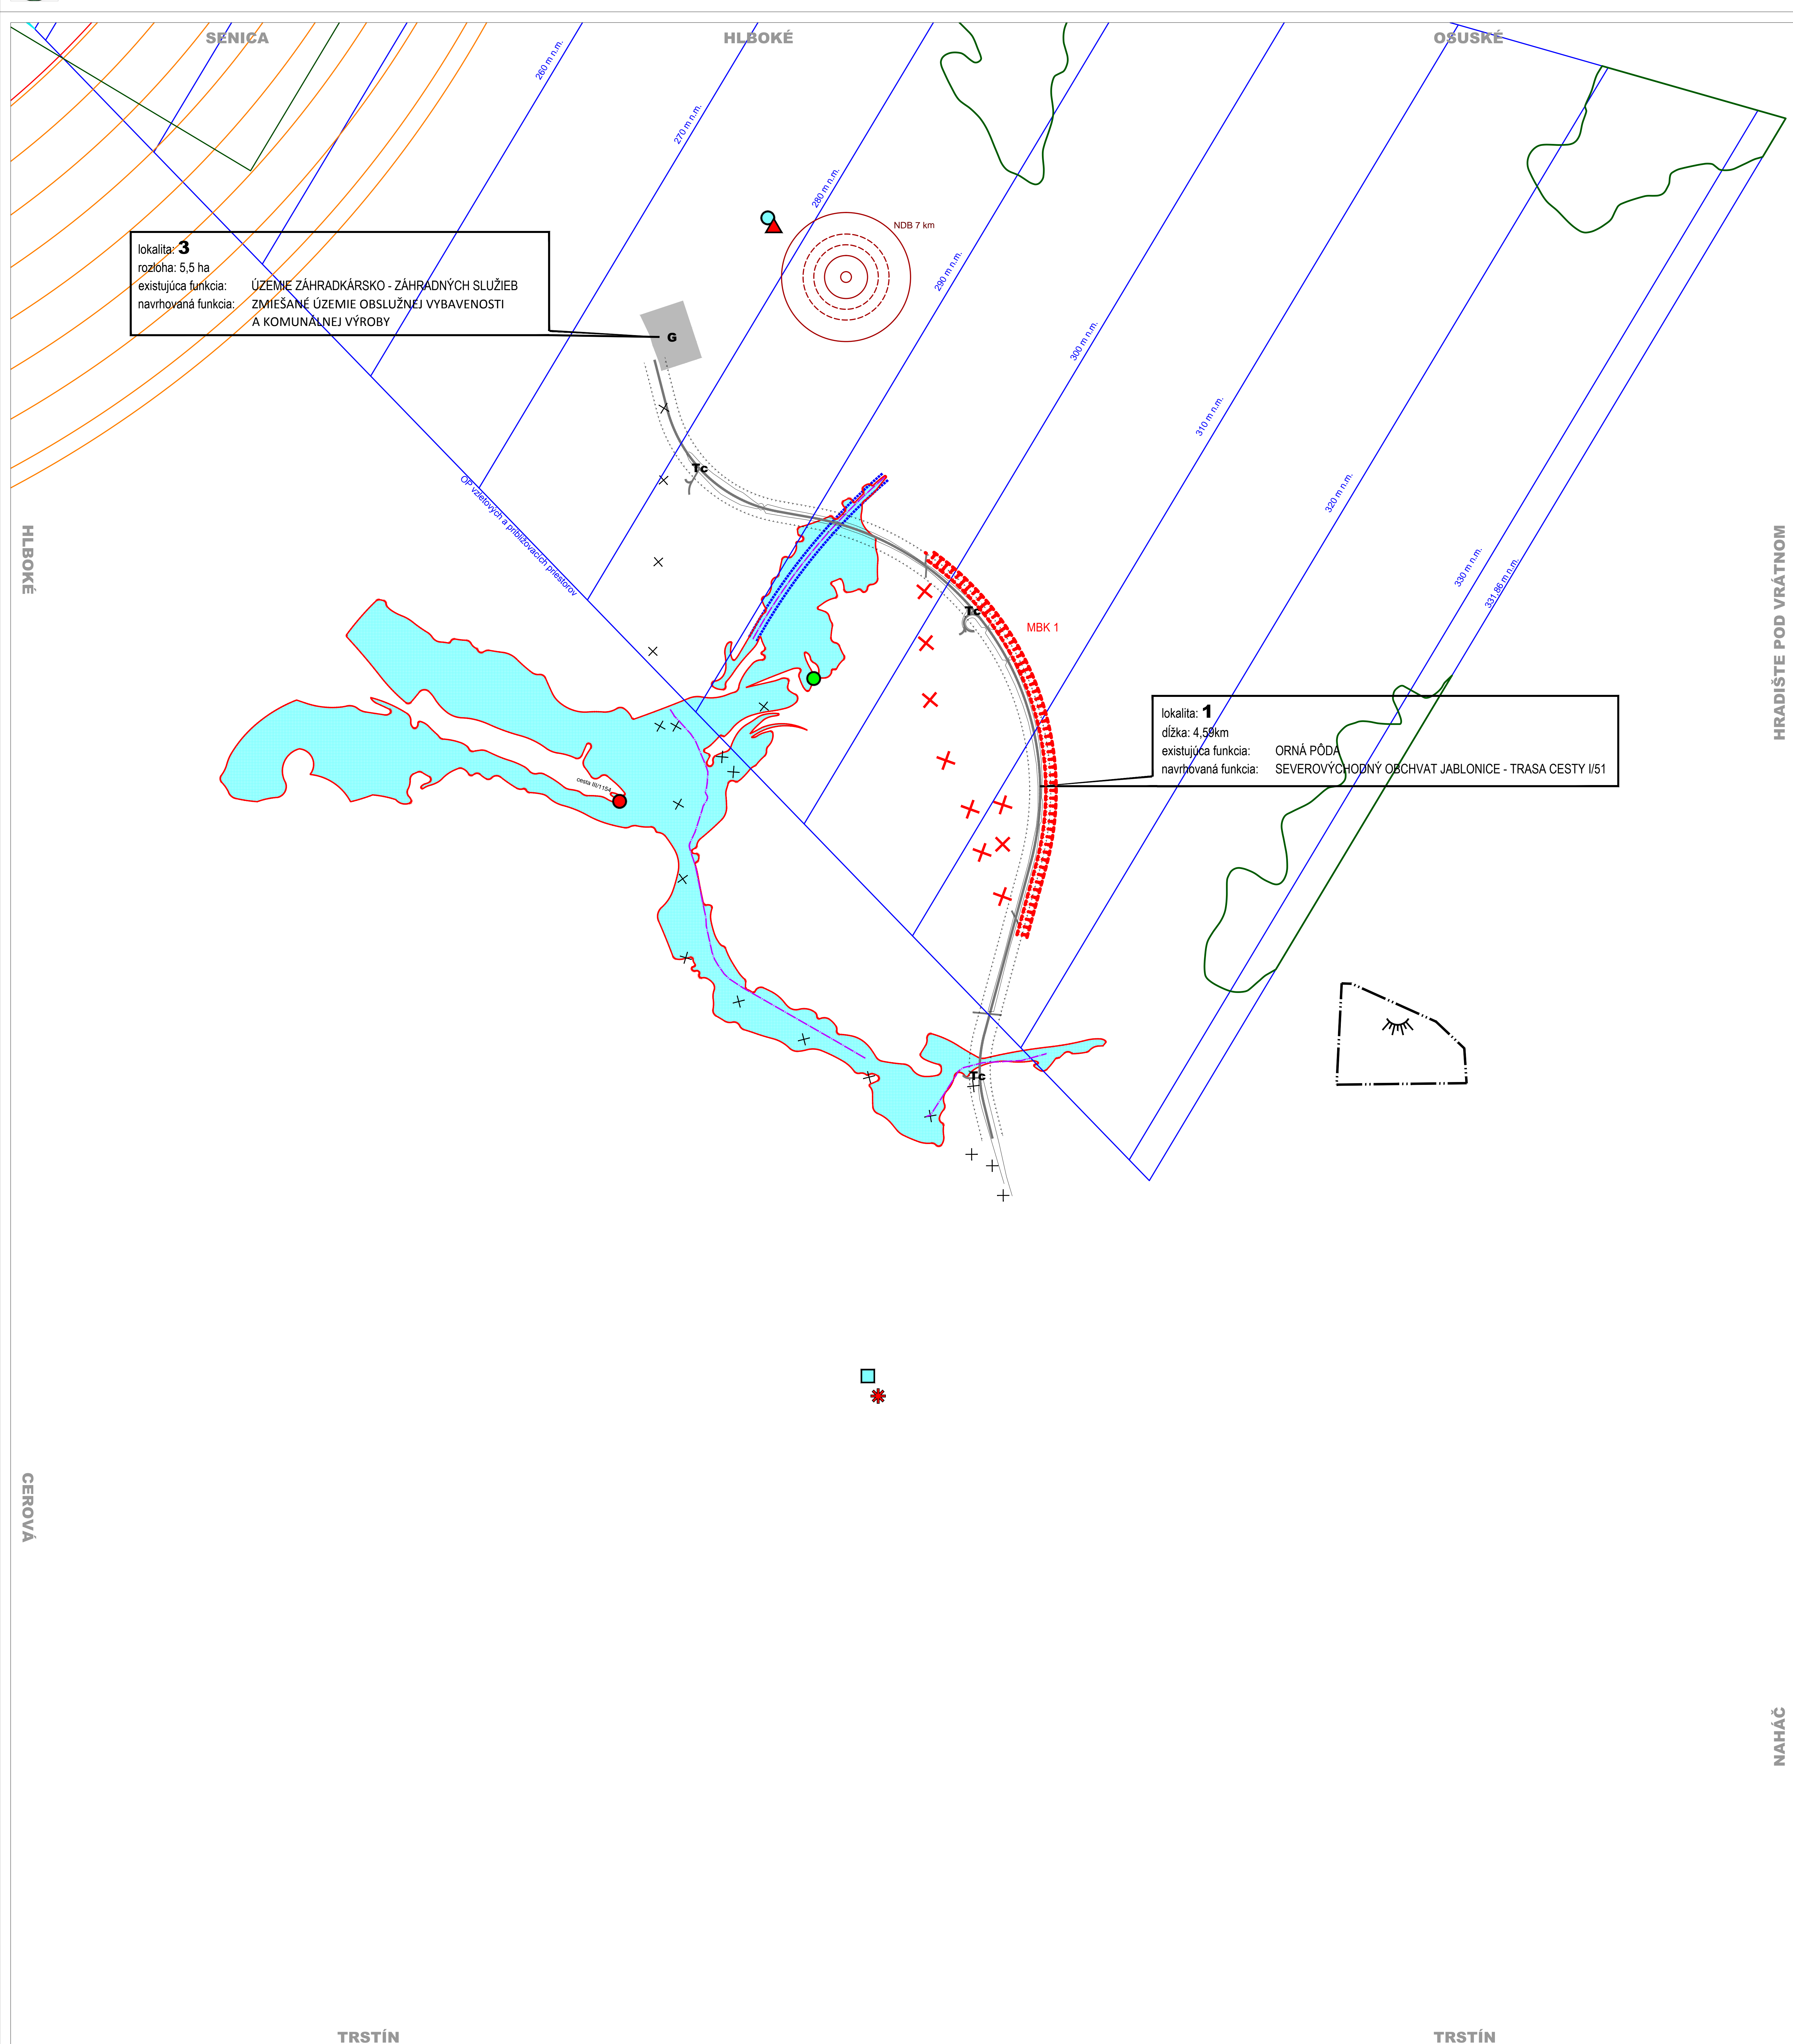 SENICA
HLBOKÉ
OSUSKÉ
260 m n.m.
270 m n.m.
280 m n.m.
290 m n.m.
300 m n.m.
310 m n.m.
320 m n.m.
330 m n.m.
331,86 m n.m.
NDB 7 km
lokalita: 3
rozloha: 5,5 ha
existujúca funkcia: ÚZEMIE ZÁHRADKÁRSKO - ZÁHRADNÝCH SLUŽIEB
navrhovaná funkcia: ZMIEŠANÉ ÚZEMIE OBSLUŽNEJ VYBAVENOSTI
A KOMUNÁLNEJ VÝROBY
G
Tc
OP vzletových a približovacích priestorov
HLBOKÉ
HRADIŠTE POD VRÁTNOM
Tc
MBK 1
lokalita: 1
dĺžka: 4,59km
existujúca funkcia: ORNÁ PÔDA
navrhovaná funkcia: SEVEROVÝCHODNÝ OBCHVAT JABLONICE - TRASA CESTY I/51
cesta III/1154
Tc
CEROVÁ
NAHÁČ
TRSTÍN
TRSTÍN